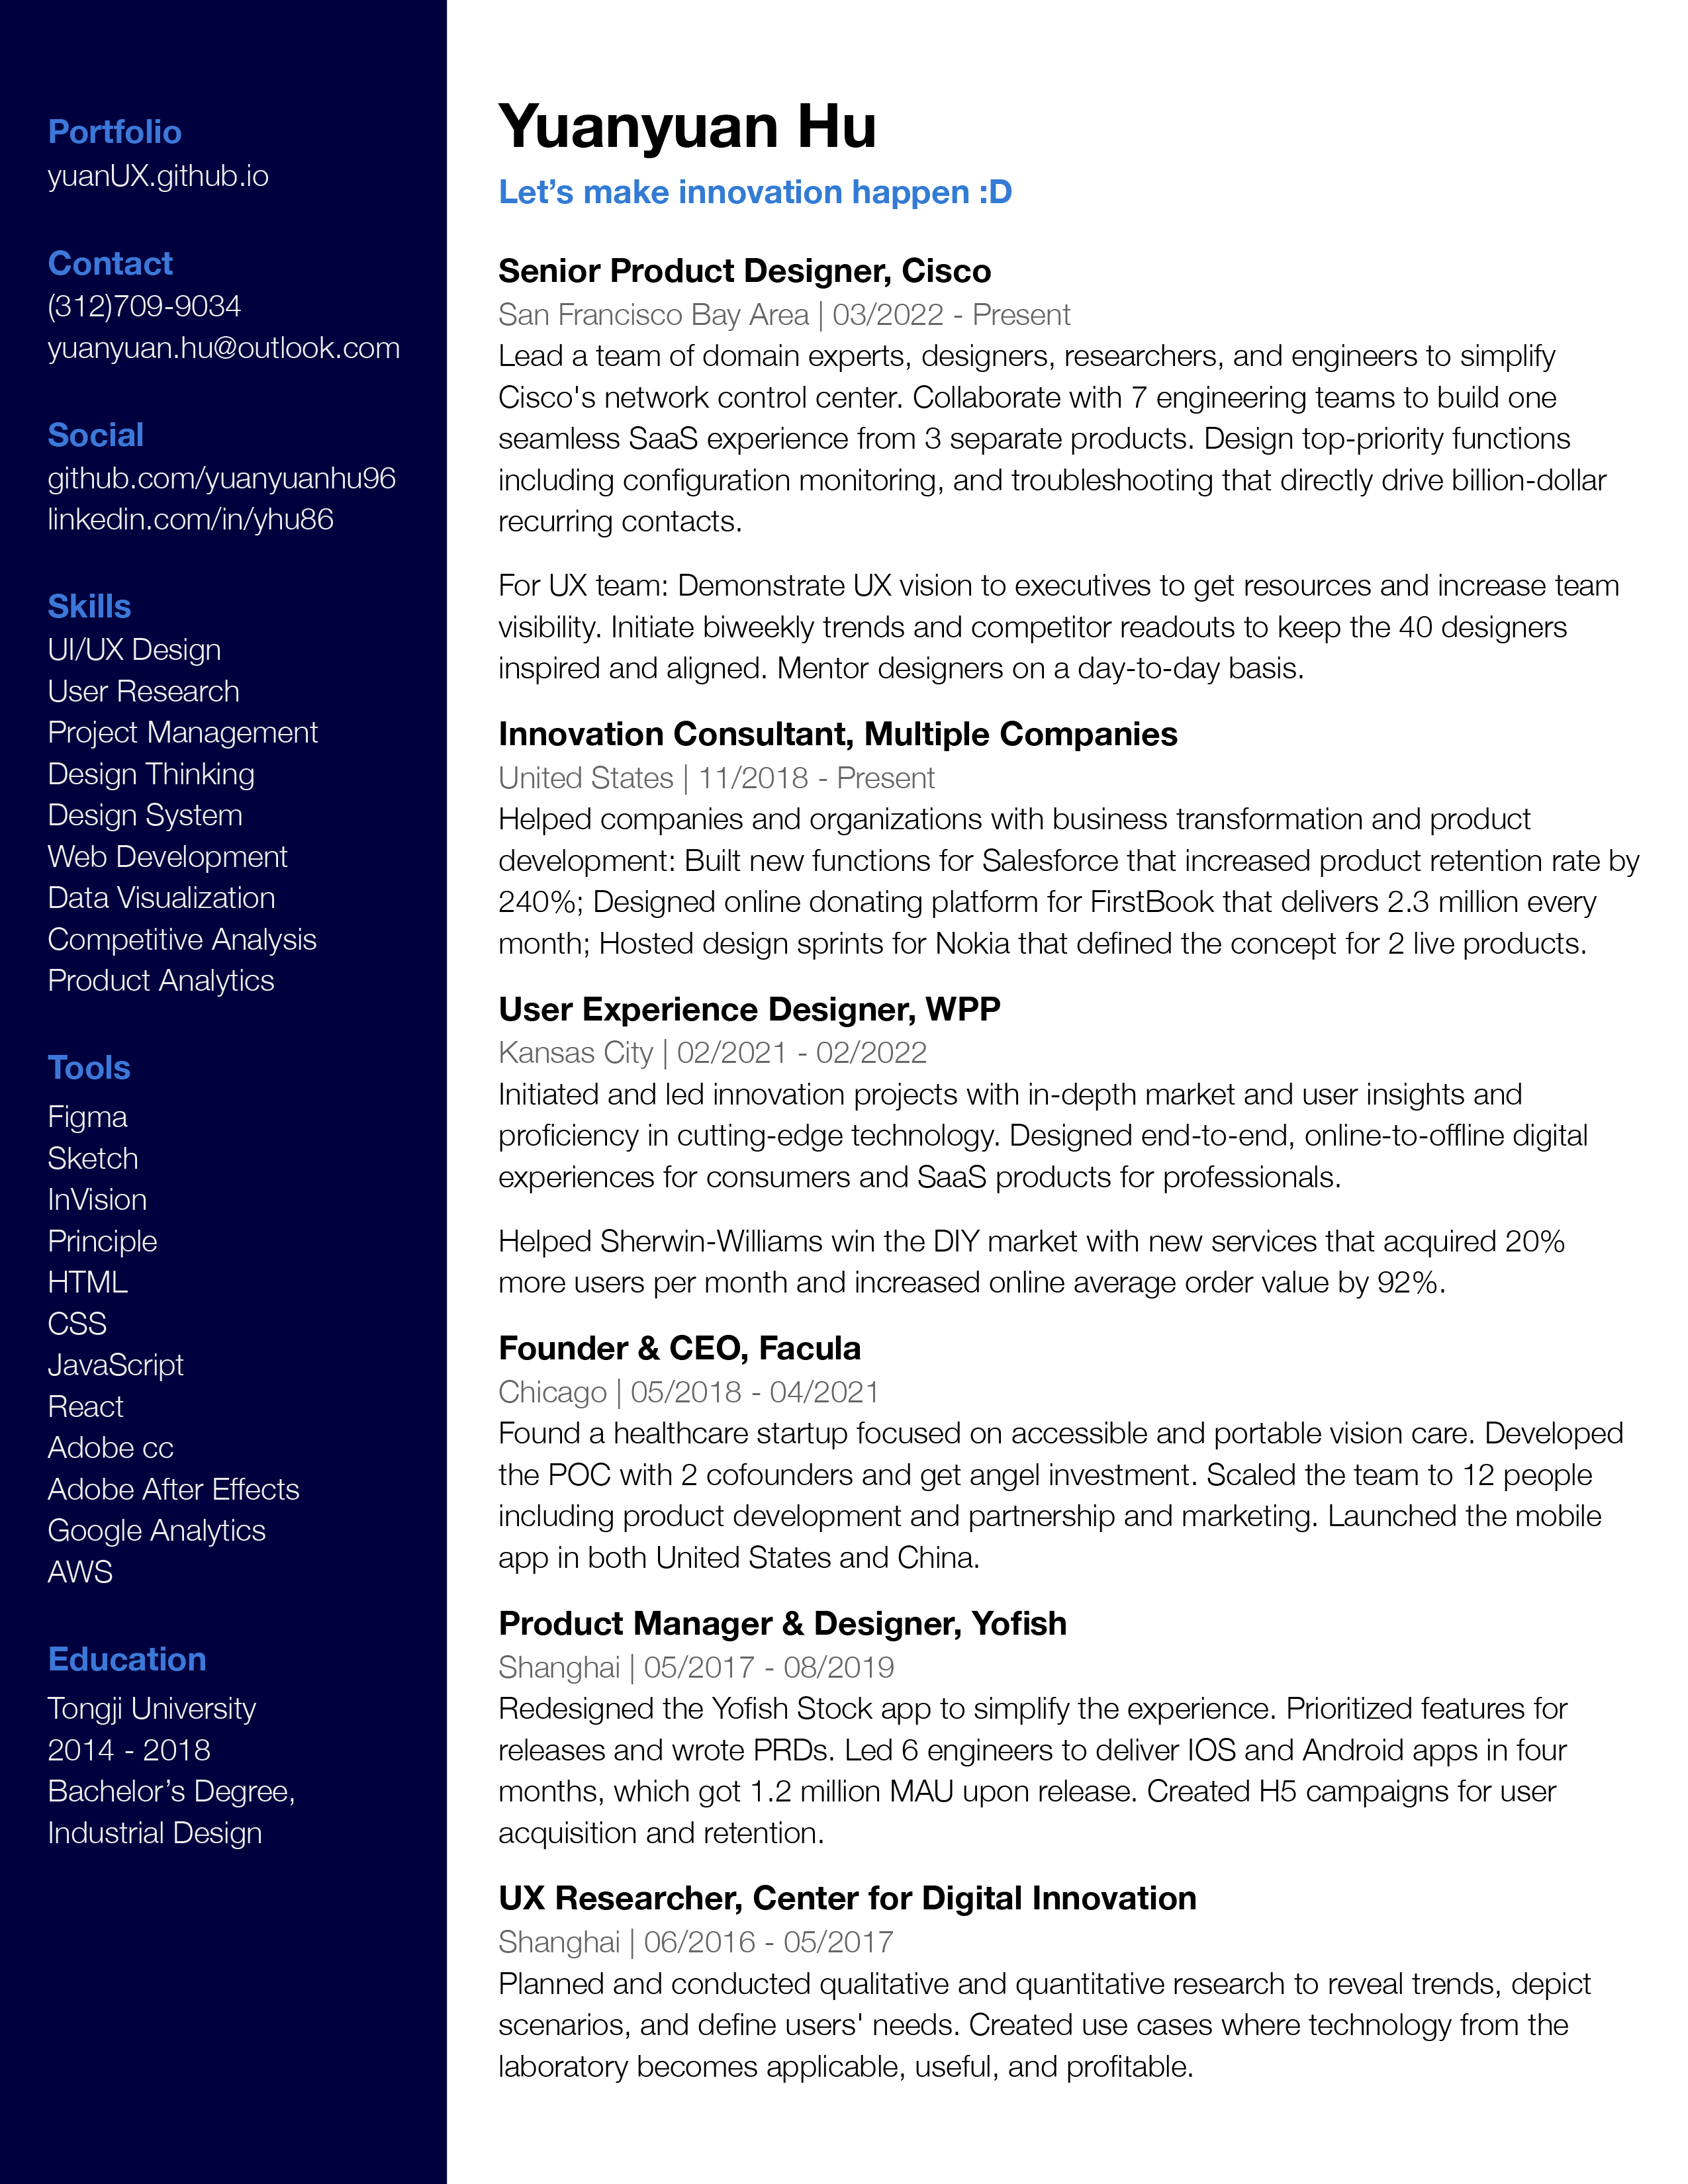 Portfolio
yuanUX.github.io
Contact
(312)709-9034
yuanyuan.hu@outlook.com
Social
github.com/yuanyuanhu96
linkedin.com/in/yhu86
Skills
UI/UX Design
User Research
Project Management
Design Thinking
Design System
Web Development
Data Visualization
Competitive Analysis
Product Analytics
Tools
Figma
Sketch
InVision
Principle
HTML
CSS
JavaScript
React
Adobe cc
Adobe After Effects
Google Analytics
AWS
Education
Tongji University
2014 - 2018
Bachelor’s Degree,
Industrial Design
Yuanyuan Hu
Let’s make innovation happen :D
Senior Product Designer, Cisco
San Francisco Bay Area | 03/2022 - Present
Lead a team of domain experts, designers, researchers, and engineers to simplify
Cisco's network control center. Collaborate with 7 engineering teams to build one
seamless SaaS experience from 3 separate products. Design top-priority functions
including configuration monitoring, and troubleshooting that directly drive billion-dollar
recurring contacts.
For UX team: Demonstrate UX vision to executives to get resources and increase team
visibility. Initiate biweekly trends and competitor readouts to keep the 40 designers
inspired and aligned. Mentor designers on a day-to-day basis.
Innovation Consultant, Multiple Companies
United States | 11/2018 - Present
Helped companies and organizations with business transformation and product
development: Built new functions for Salesforce that increased product retention rate by
240%; Designed online donating platform for FirstBook that delivers 2.3 million every
month; Hosted design sprints for Nokia that defined the concept for 2 live products.
User Experience Designer, WPP
Kansas City | 02/2021 - 02/2022
Initiated and led innovation projects with in-depth market and user insights and
proficiency in cutting-edge technology. Designed end-to-end, online-to-offline digital
experiences for consumers and SaaS products for professionals.
Helped Sherwin-Williams win the DIY market with new services that acquired 20%
more users per month and increased online average order value by 92%.
Founder & CEO, Facula
Chicago | 05/2018 - 04/2021
Found a healthcare startup focused on accessible and portable vision care. Developed
the POC with 2 cofounders and get angel investment. Scaled the team to 12 people
including product development and partnership and marketing. Launched the mobile
app in both United States and China.
Product Manager & Designer, Yofish
Shanghai | 05/2017 - 08/2019
Redesigned the Yofish Stock app to simplify the experience. Prioritized features for
releases and wrote PRDs. Led 6 engineers to deliver IOS and Android apps in four
months, which got 1.2 million MAU upon release. Created H5 campaigns for user
acquisition and retention.
UX Researcher, Center for Digital Innovation
Shanghai | 06/2016 - 05/2017
Planned and conducted qualitative and quantitative research to reveal trends, depict
scenarios, and define users' needs. Created use cases where technology from the
laboratory becomes applicable, useful, and profitable.